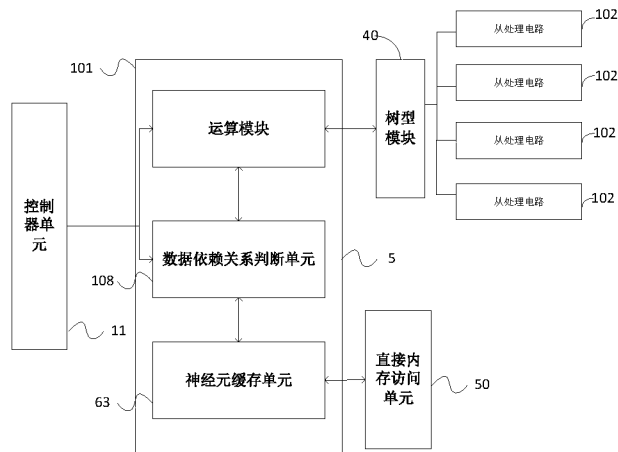 控制
器单
元
11
101
运算模块
数据依赖关系判断单元
108
神经元缓存单元
63
5
40
树型
模块
从处理电路
102
从处理电路
102
从处理电路
102
从处理电路
102
直接内
存访问
单元
50